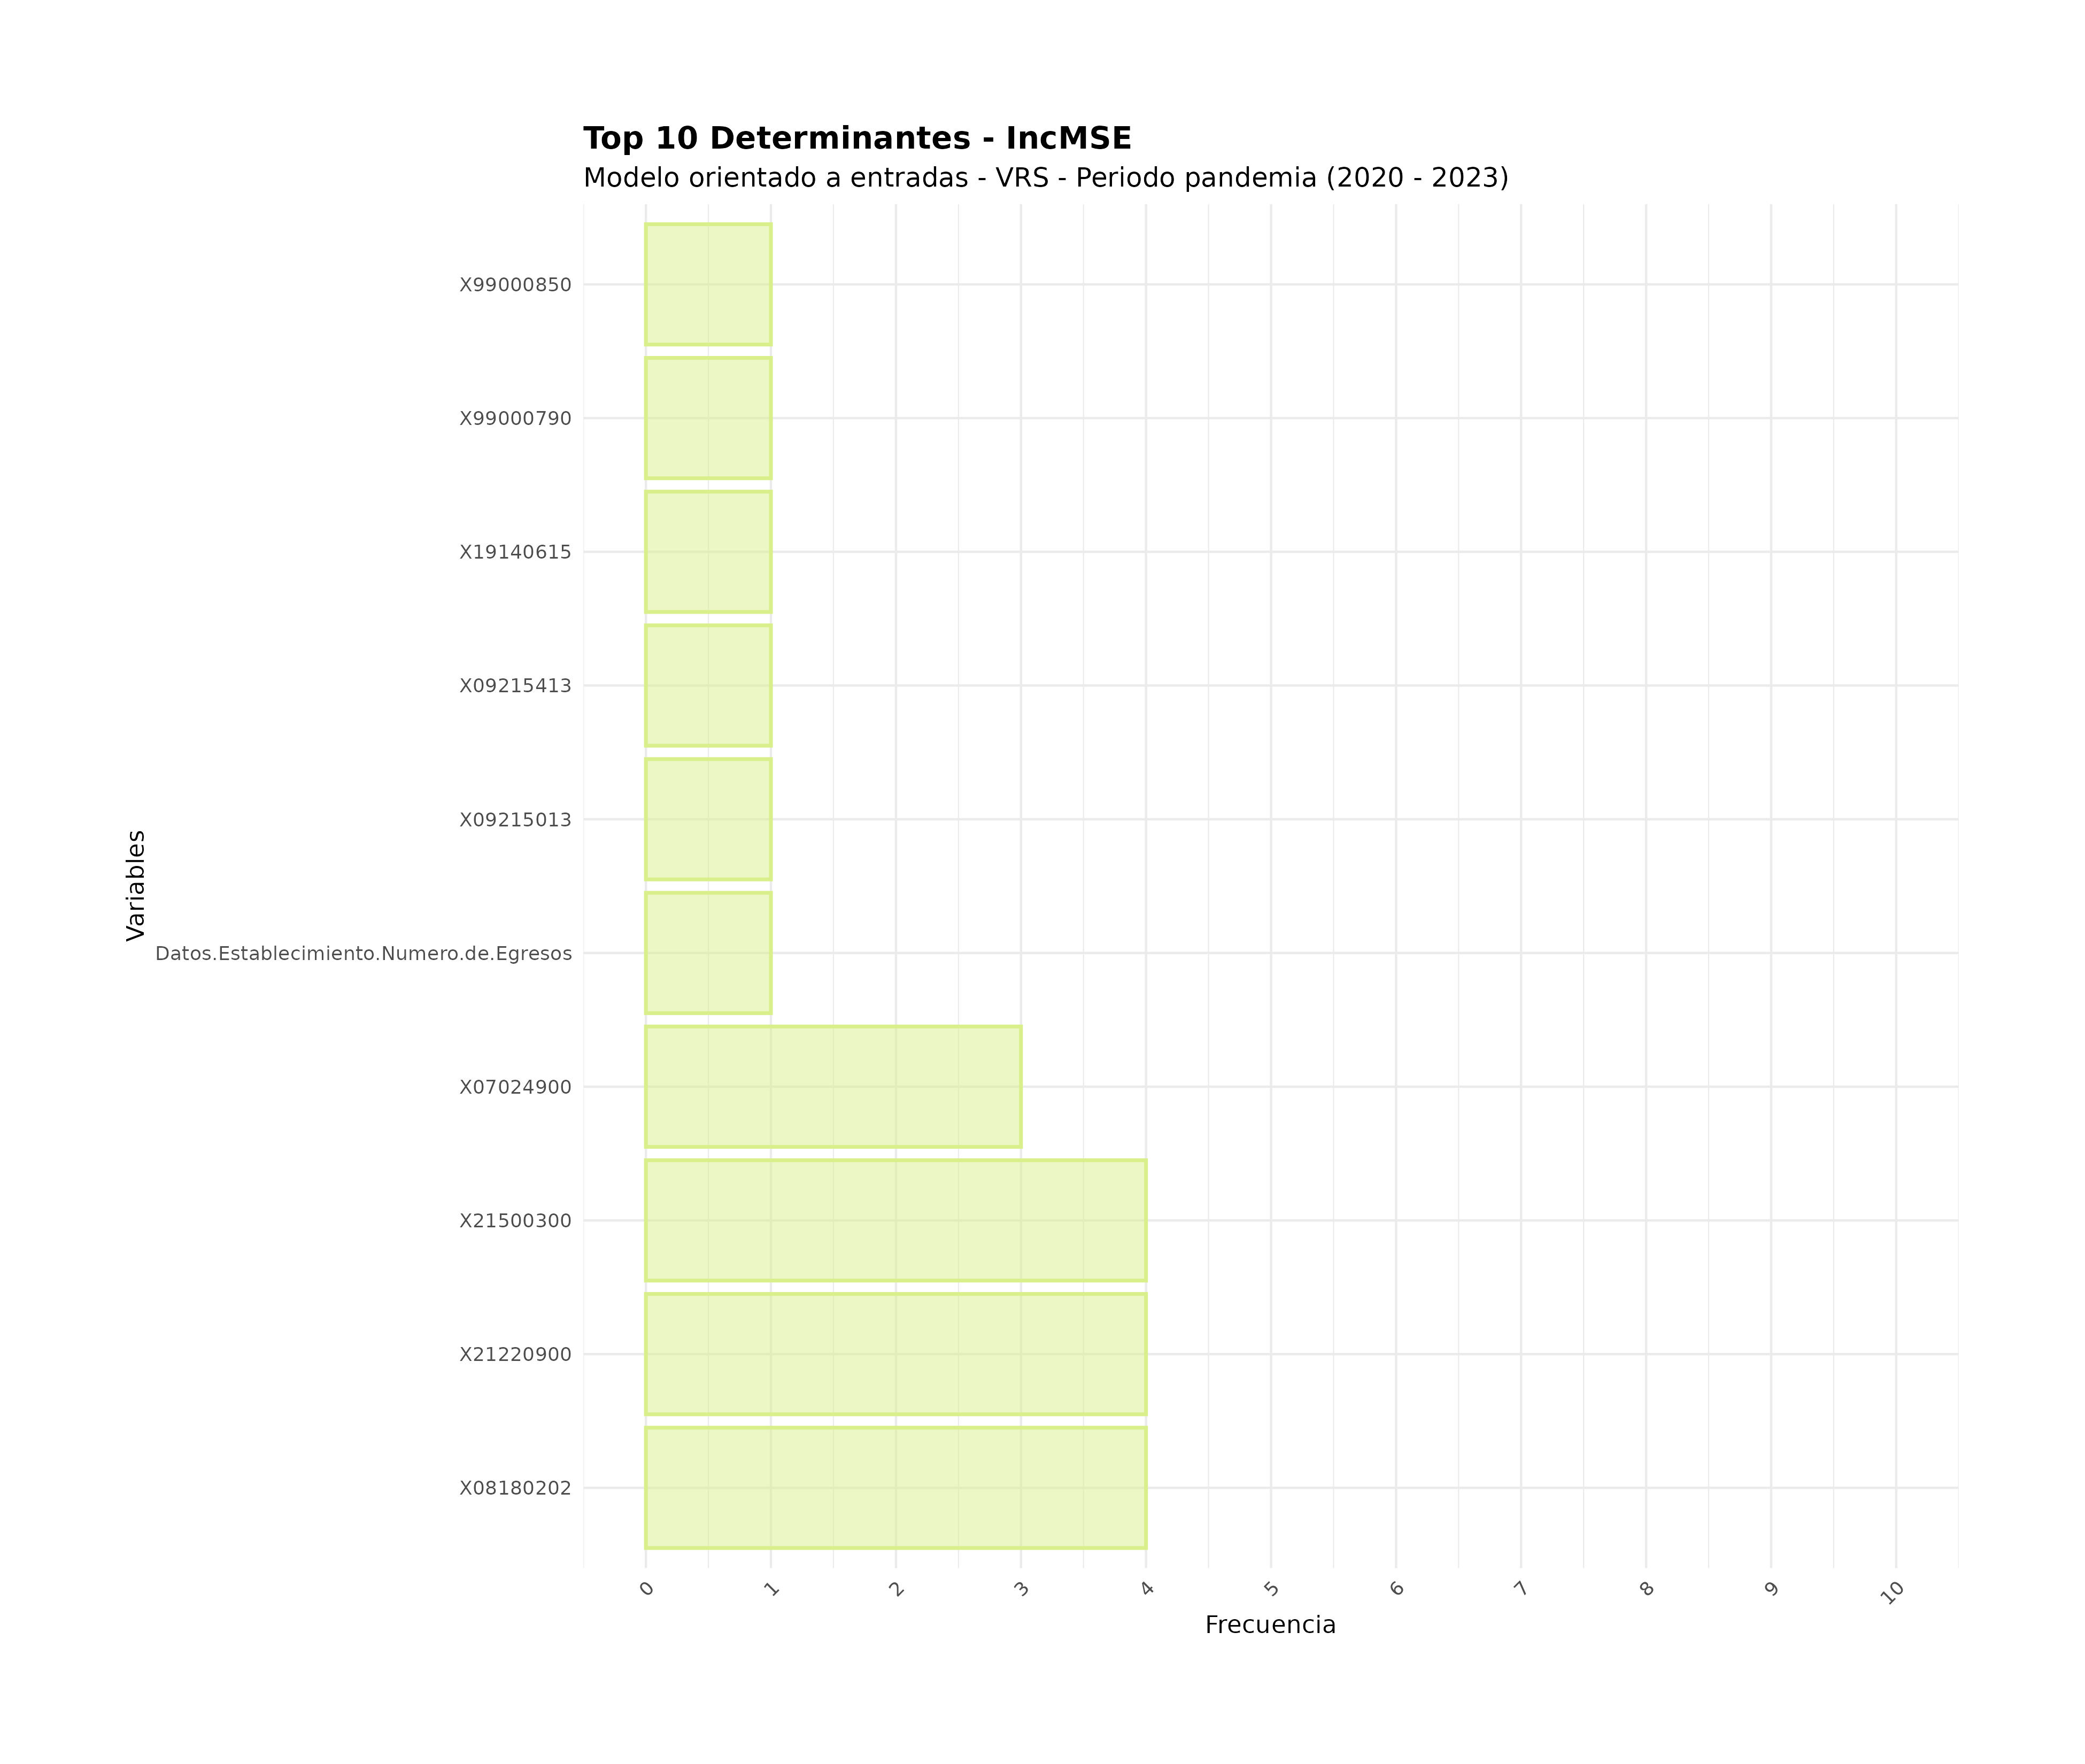 Top 10 Determinantes - IncMSE
Modelo orientado a entradas - VRS - Periodo pandemia (2020 - 2023)
Variables
X99000850
X99000790
X19140615
X09215413
X09215013
Datos.Establecimiento.Numero.de.Egresos
X07024900
X21500300
X21220900
X08180202
0 1 2 3 4 5 6 7 8 9 10
Frecuencia